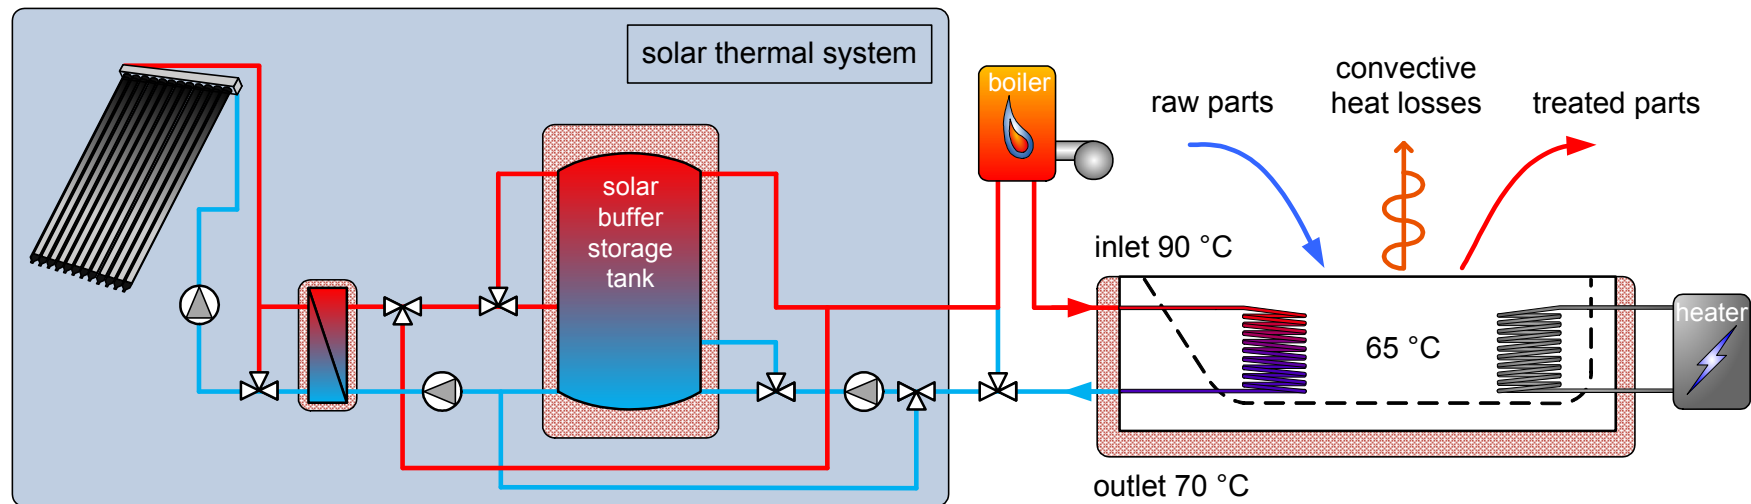 solar thermal system
boiler
raw parts
convective
heat losses
treated parts
solar
buffer
storage
tank
inlet 90 °C
65 °C
heater
outlet 70 °C